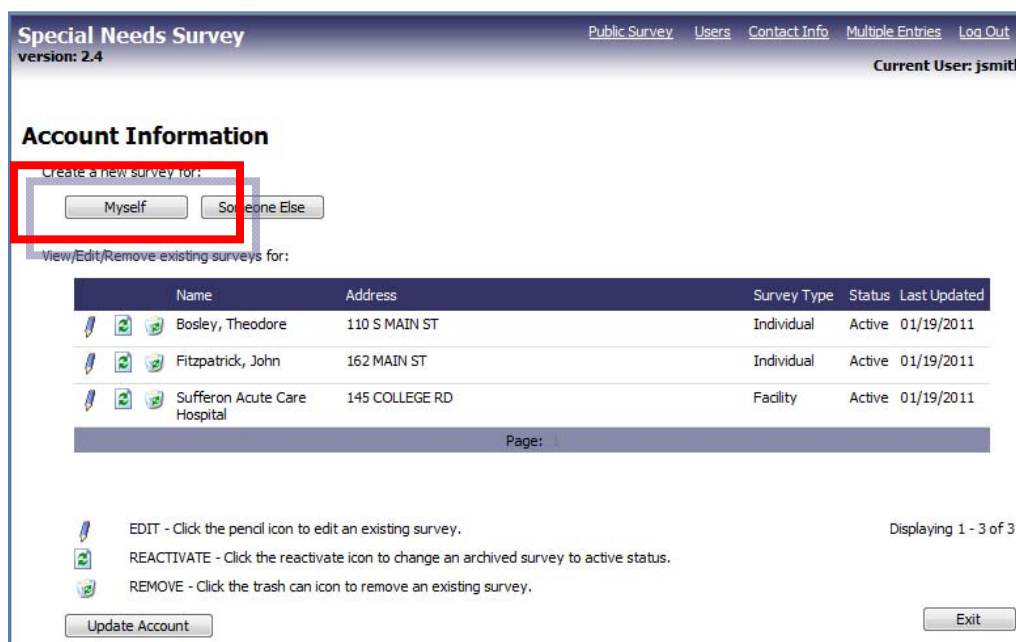 Special Needs Survey
version: 2.4
Public Survey Users Contact Info Multiple Entries Log Out
Current User: jsmith
Account Information
Create a new survey for:
Myself Someone Else
View/Edit/Remove existing surveys for:
Name Address Survey Type Status Last Updated
Bosley, Theodore 110 S MAIN ST Individual Active 01/19/2011
Fitzpatrick, John 162 MAIN ST Individual Active 01/19/2011
Sufferon Acute Care 145 COLLEGE RD Facility Active 01/19/2011
Hospital
Page: 1
EDIT - Click the pencil icon to edit an existing survey. Displaying 1 - 3 of 3
REACTIVATE - Click the reactivate icon to change an archived survey to active status.
REMOVE - Click the trash can icon to remove an existing survey.
Update Account Exit